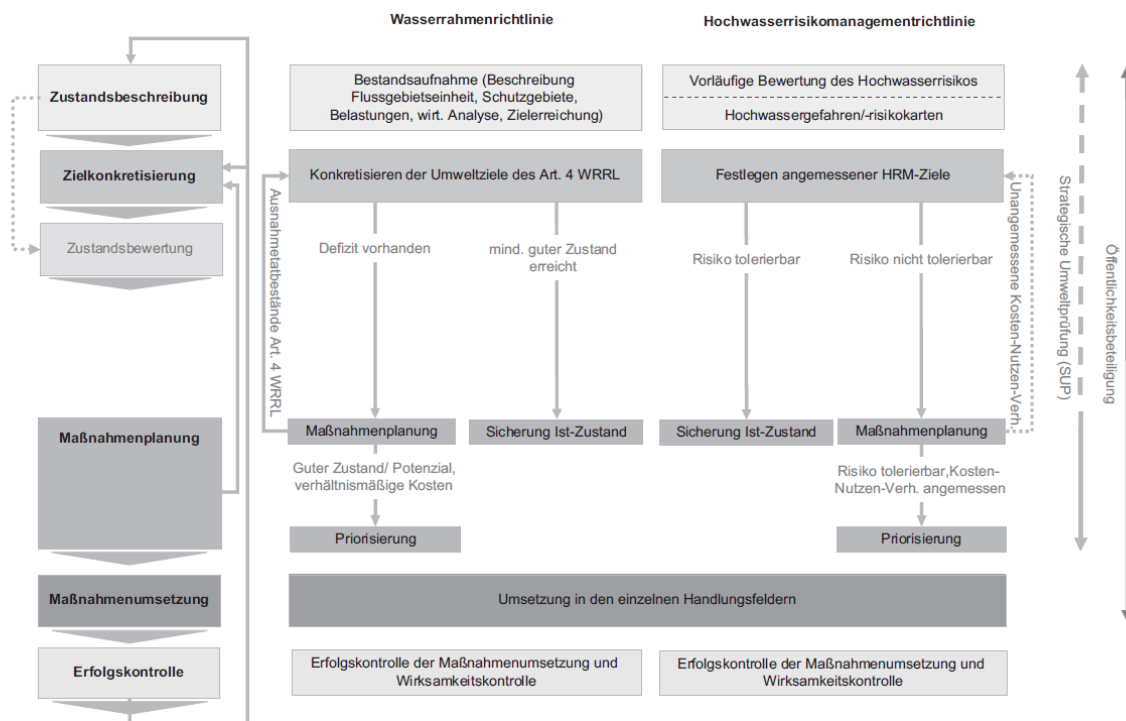 Wasserrahmenrichtlinie
Hochwasserrisikomanagementrichtlinie
Zustandsbeschreibung
Bestandsaufnahme (Beschreibung
Flussgebietseinheit, Schutzgebiete,
Belastungen, wirt. Analyse, Zielerreichung)
Vorläufige Bewertung des Hochwasserrisikos
Hochwassergefahren/-risikokarten
Zielkonkretisierung
Konkretisieren der Umweltziele des Art. 4 WRRL
Festlegen angemessener HRM-Ziele
Zustandsbewertung
Ausnahmetatbestände Art. 4 WRRL
Defizit vorhanden
mind. guter Zustand
erreicht
Risiko tolerierbar
Risiko nicht tolerierbar
Unangemessene Kosten-Nutzen-Verh.
Strategische Umweltprüfung (SUP)
Öffentlichkeitsbeteiligung
Maßnahmenplanung
Maßnahmenplanung
Sicherung Ist-Zustand
Sicherung Ist-Zustand
Maßnahmenplanung
Guter Zustand/ Potenzial,
verhältnismäßige Kosten
Risiko tolerierbar,Kosten-
Nutzen-Verh. angemessen
Priorisierung
Priorisierung
Maßnahmenumsetzung
Umsetzung in den einzelnen Handlungsfeldern
Erfolgskontrolle
Erfolgskontrolle der Maßnahmenumsetzung und
Wirksamkeitskontrolle
Erfolgskontrolle der Maßnahmenumsetzung und
Wirksamkeitskontrolle